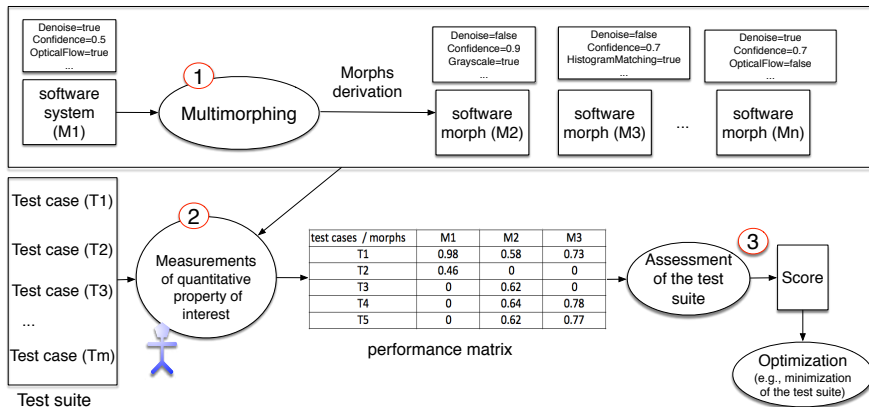 Denoise=true
Confidence=0.5
OpticalFlow=true
...
software
system
(M1)
1
Multimorphing
Morphs
derivation
Denoise=false
Confidence=0.9
Grayscale=true
...
software
morph (M2)
Denoise=false
Confidence=0.7
HistogramMatching=true
...
software
morph (M3)
...
Denoise=true
Confidence=0.7
OpticalFlow=false
...
software
morph (Mn)
Test case (T1)
Test case (T2)
Test case (T3)
...
Test case (Tm)
Test suite
2
Measurements
of quantitative
property of
interest
test cases / morphs M1 M2 M3
T1 0.98 0.58 0.73
T2 0.46 0 0
T3 0 0.62 0
T4 0 0.64 0.78
T5 0 0.62 0.77
performance matrix
3
Assessment
of the test
suite
Score
Optimization
(e.g., minimization
of the test suite)